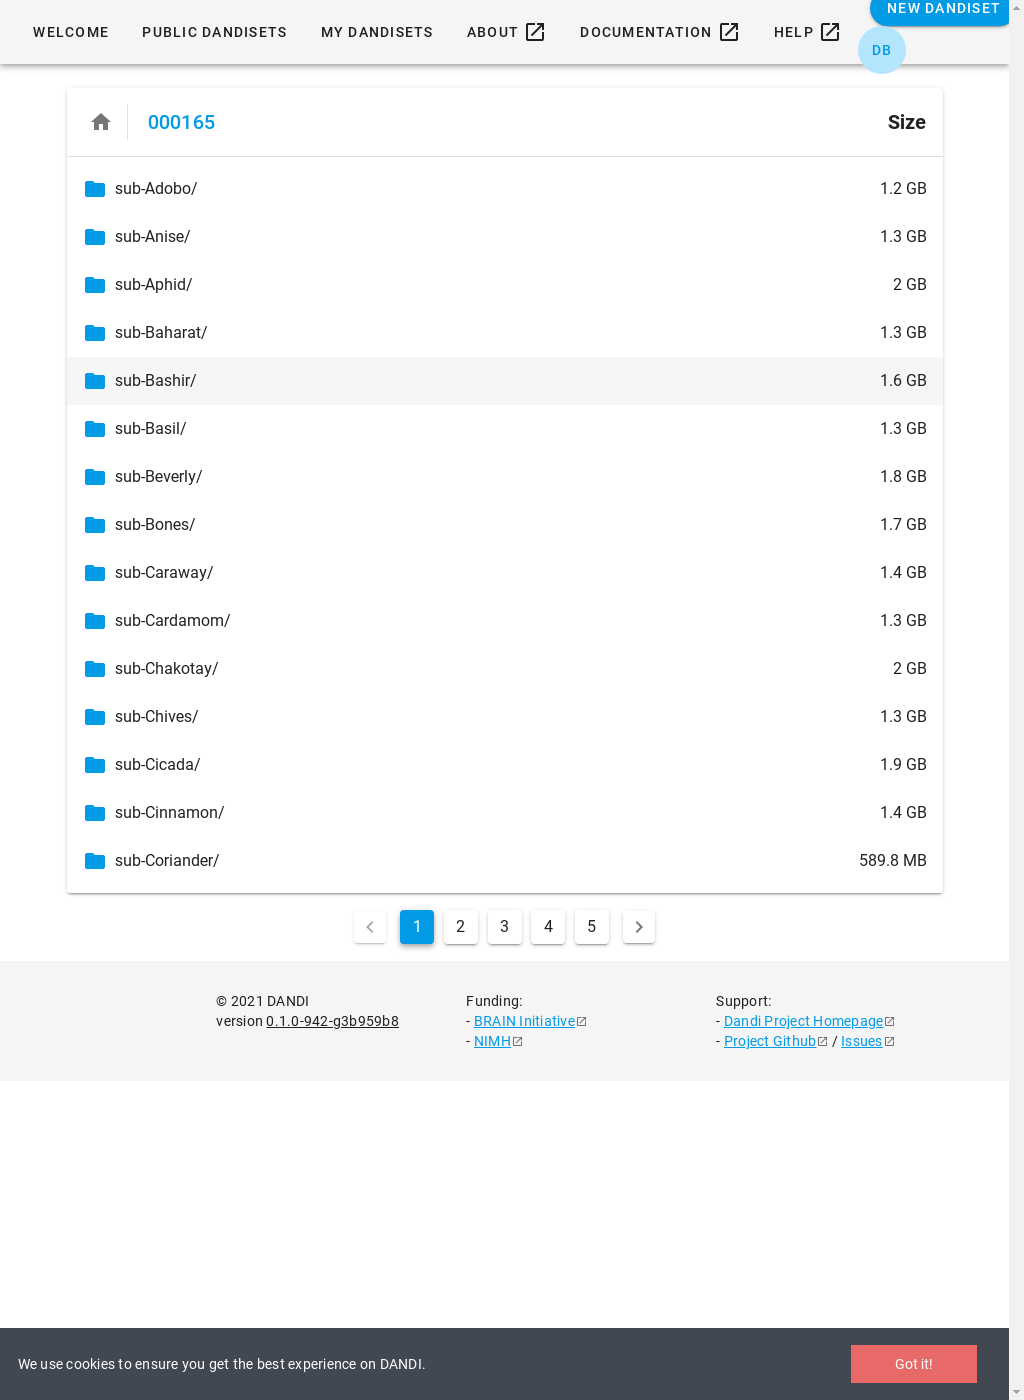 NEW DANDISET
WELCOME PUBLIC DANDISETS MY DANDISETS ABOUT DOCUMENTATION HELP
DB
000165 Size
sub-Adobo/ 1.2 GB
sub-Anise/ 1.3 GB
sub-Aphid/ 2 GB
sub-Baharat/ 1.3 GB
sub-Bashir/ 1.6 GB
sub-Basil/ 1.3 GB
sub-Beverly/ 1.8 GB
sub-Bones/ 1.7 GB
sub-Caraway/ 1.4 GB
sub-Cardamom/ 1.3 GB
sub-Chakotay/ 2 GB
sub-Chives/ 1.3 GB
sub-Cicada/ 1.9 GB
sub-Cinnamon/ 1.4 GB
sub-Coriander/ 589.8 MB
1 2 3 4 5
© 2021 DANDI
version 0.1.0-942-g3b959b8
Funding:
- BRAIN Initiative
- NIMH
Support:
- Dandi Project Homepage
- Project Github / Issues
We use cookies to ensure you get the best experience on DANDI. Got it!